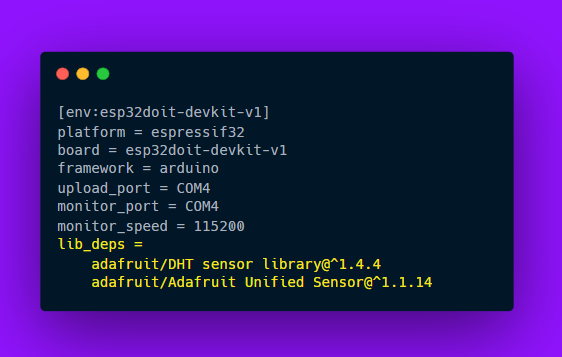 [env:esp32doit-devkit-v1]
platform = espressif32
board = esp32doit-devkit-v1
framework = arduino
upload_port = COM4
monitor_port = COM4
monitor_speed = 115200
lib_deps =
    adafruit/DHT sensor library@^1.4.4
    adafruit/Adafruit Unified Sensor@^1.1.14